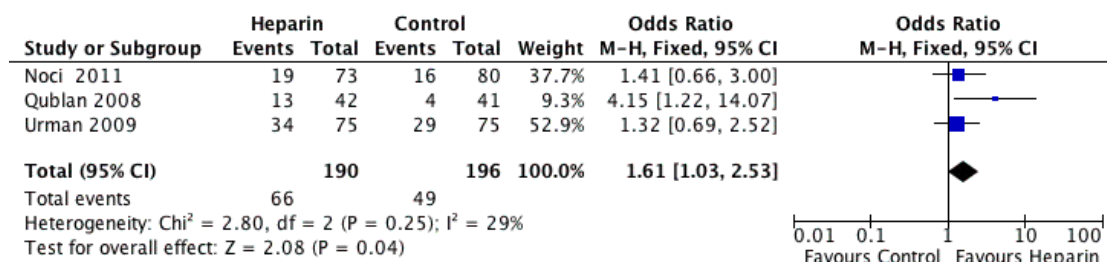 Heparin Control Odds Ratio Odds Ratio
Study or Subgroup Events Total Events Total Weight M-H, Fixed, 95% CI M-H, Fixed, 95% CI
Noci 2011 19 73 16 80 37.7% 1.41 [0.66, 3.00]
Qublan 2008 13 42 4 41 9.3% 4.15 [1.22, 14.07]
Urman 2009 34 75 29 75 52.9% 1.32 [0.69, 2.52]
Total (95% CI) 190 196 100.0% 1.61 [1.03, 2.53]
Total events 66 49
Heterogeneity: Chi² = 2.80, df = 2 (P = 0.25); I² = 29%
Test for overall effect: Z = 2.08 (P = 0.04)
0.01 0.1 1 10 100
Favours Control Favours Heparin